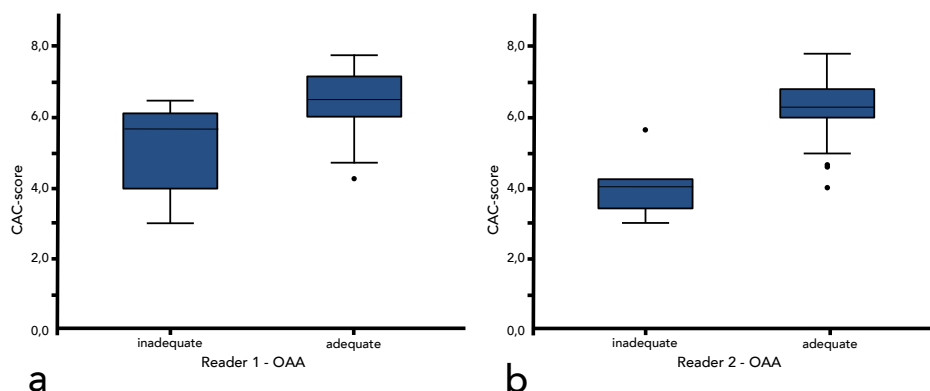 8,0
6,0
4,0
2,0
0,0
CAC-score
inadequate
adequate
Reader 1 - OAA
a
8,0
6,0
4,0
2,0
0,0
CAC-score
inadequate
adequate
Reader 2 - OAA
b